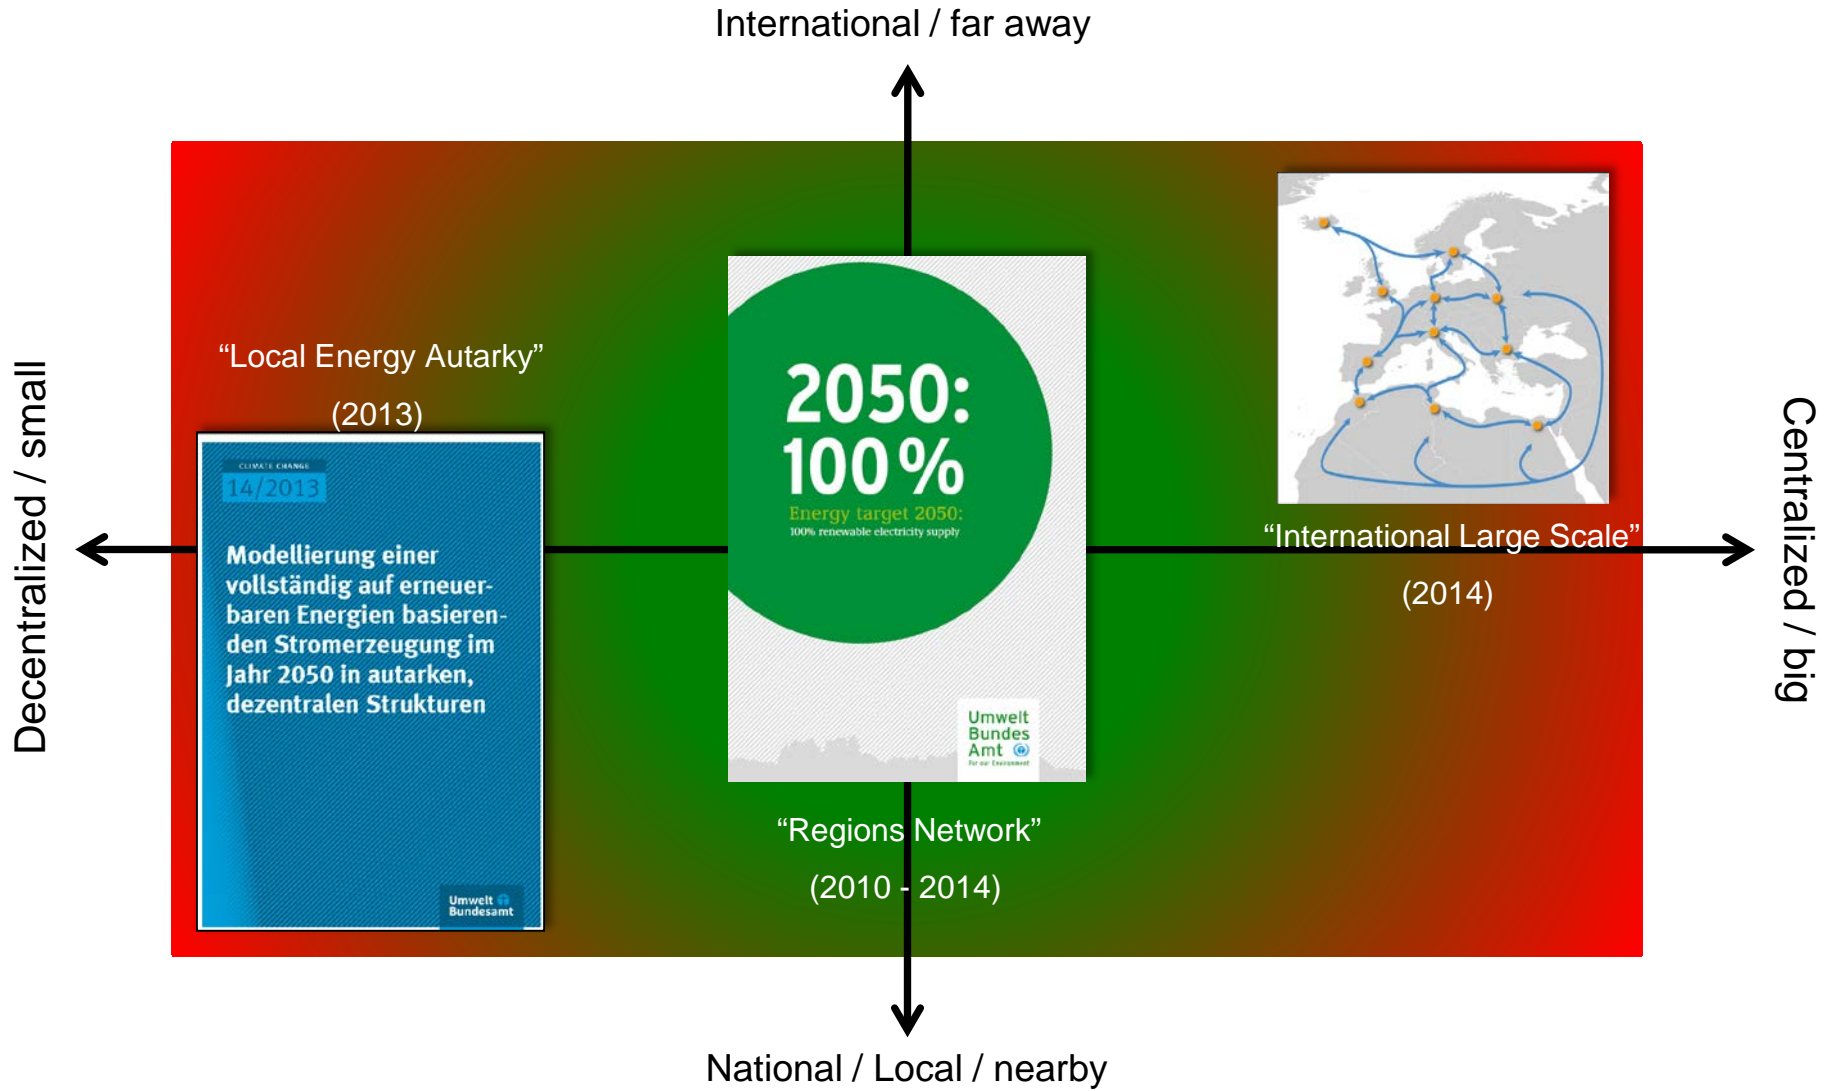 International / far away
Decentralized / small
“Local Energy Autarky”
(2013)
CLIMATE CHANGE
14/2013
Modellierung einer
vollständig auf erneuer-
baren Energien basieren-
den Stromerzeugung im
Jahr 2050 in autarken,
dezentralen Strukturen
Umwelt
Bundesamt
2050:
100%
Energy target 2050:
100% renewable electricity supply
Umwelt
Bundes
Amt
For our Environment
“Regions Network”
(2010 - 2014)
“International Large Scale”
(2014)
Centralized / big
National / Local / nearby